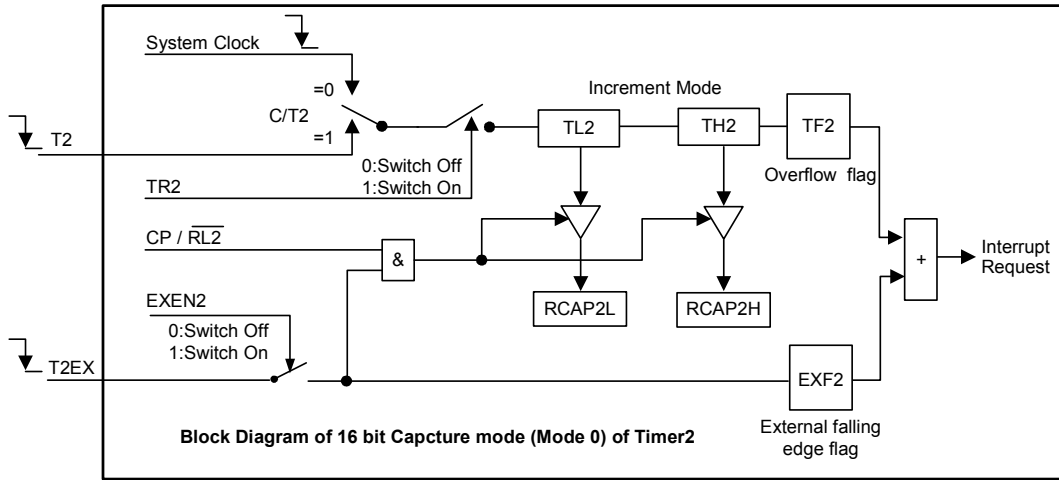 System Clock
=0
Increment Mode
C/T2
TL2
TH2
TF2
=1
T2
0:Switch Off
1:Switch On
Overflow flag
TR2
CP / RL2
&
+
Interrupt
Request
EXEN2
RCAP2L
RCAP2H
0:Switch Off
1:Switch On
T2EX
EXF2
External falling
edge flag
Block Diagram of 16 bit Capcture mode (Mode 0) of Timer2